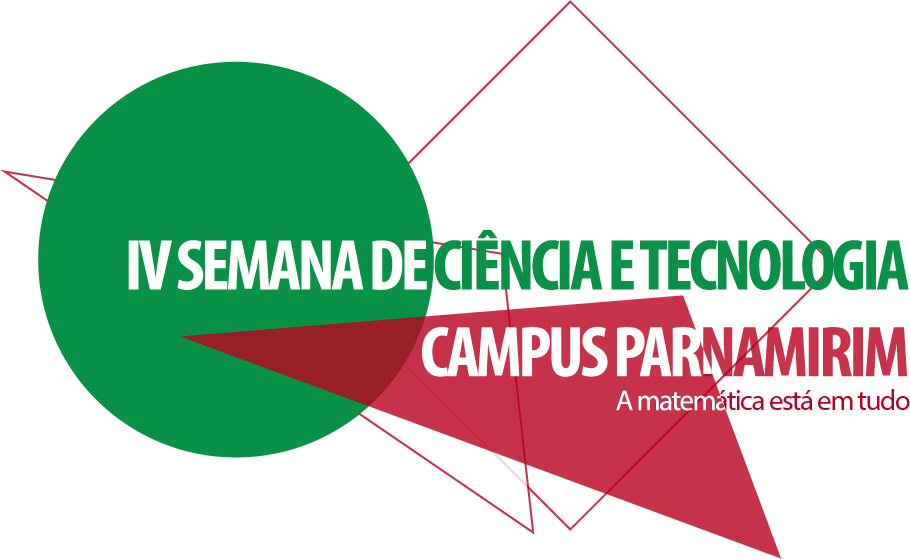 IV SEMANA DE CIÊNCIA E TECNOLOGIA
CAMPUS PARNAMIRIM
A matemática está em tudo